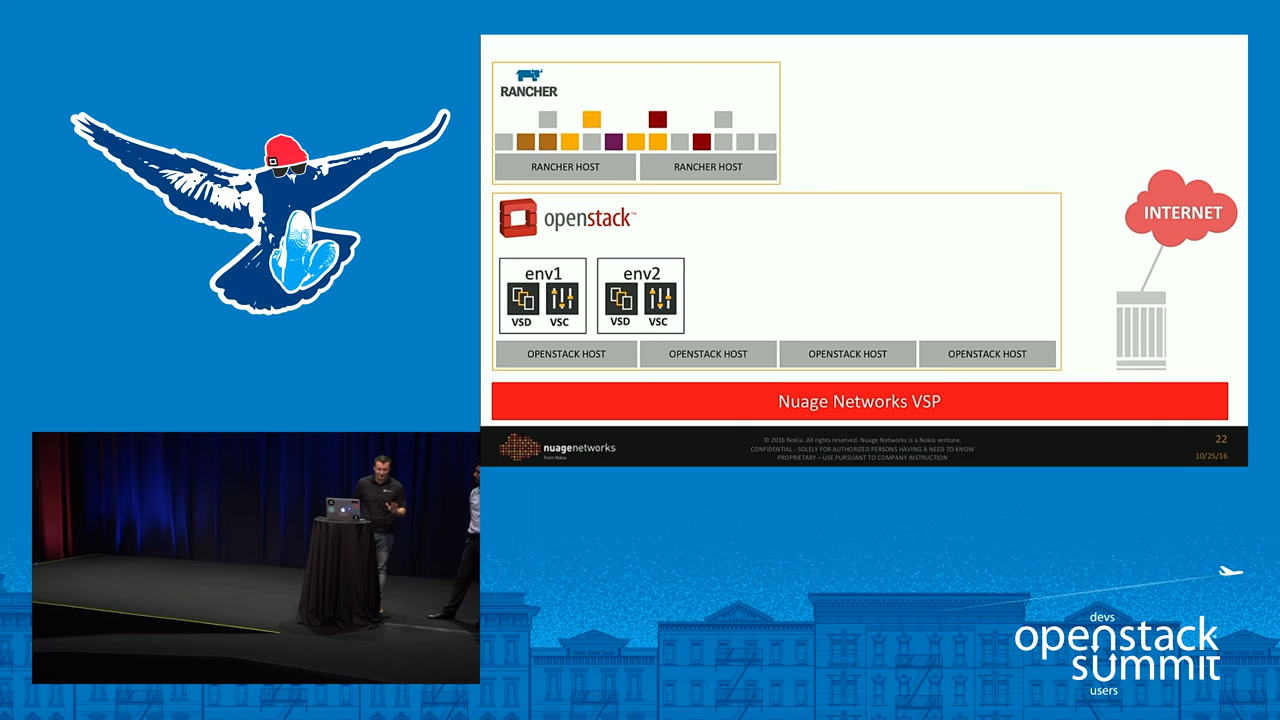 RANCHER
RANCHER HOST
RANCHER HOST
openstack™
env1
env2
VSD
VSC
VSD
VSC
OPENSTACK HOST
OPENSTACK HOST
OPENSTACK HOST
OPENSTACK HOST
INTERNET
Nuage Networks VSP
nuagenetworks
from Nokia
© 2016 Nokia. All rights reserved. Nuage Networks is a Nokia venture.
CONFIDENTIAL - SOLELY FOR AUTHORIZED PERSONS HAVING A NEED TO KNOW
PROPRIETARY – USE PURSUANT TO COMPANY INSTRUCTION
22
10/25/16
devs
openstack
summit
users